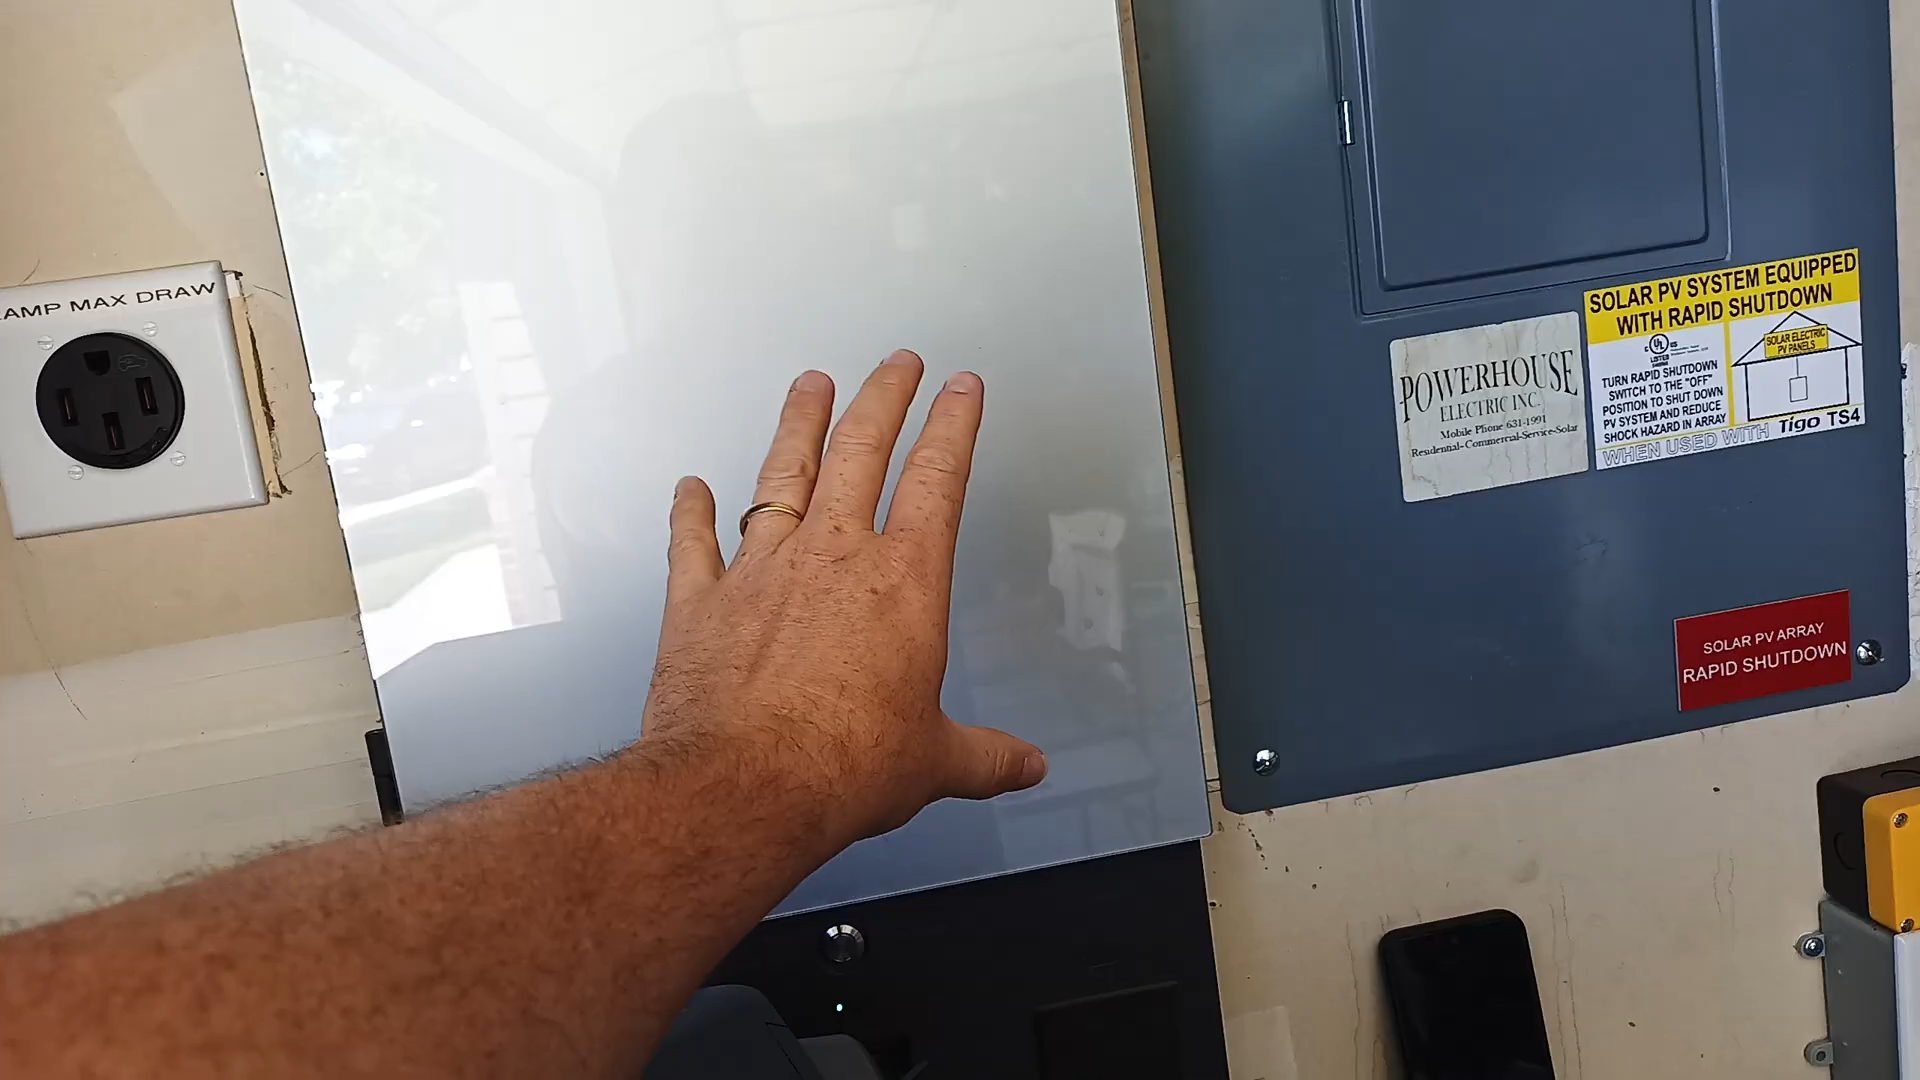 AMP MAX DRAW
POWERHOUSE
ELECTRIC INC.
Mobile Phone 631-1991
Residential-Commercial-Service-Solar
SOLAR PV SYSTEM EQUIPPED
WITH RAPID SHUTDOWN
UL
LISTED
TURN RAPID SHUTDOWN
SWITCH TO THE "OFF"
POSITION TO SHUT DOWN
PV SYSTEM AND REDUCE
SHOCK HAZARD IN ARRAY
SOLAR ELECTRIC
PV PANELS
WHEN USED WITH Tigo TS4
SOLAR PV ARRAY
RAPID SHUTDOWN